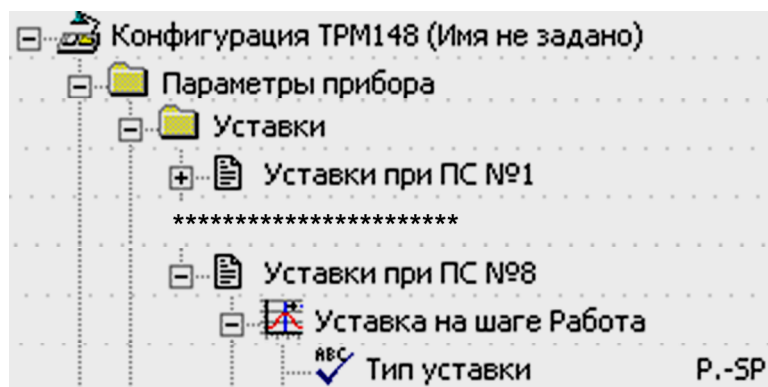 Конфигурация ТРМ148 (Имя не задано)
Параметры прибора
Уставки
Уставки при ПС №1
***********************
Уставки при ПС №8
Уставка на шаге Работа
ABC Тип уставки P.-SP